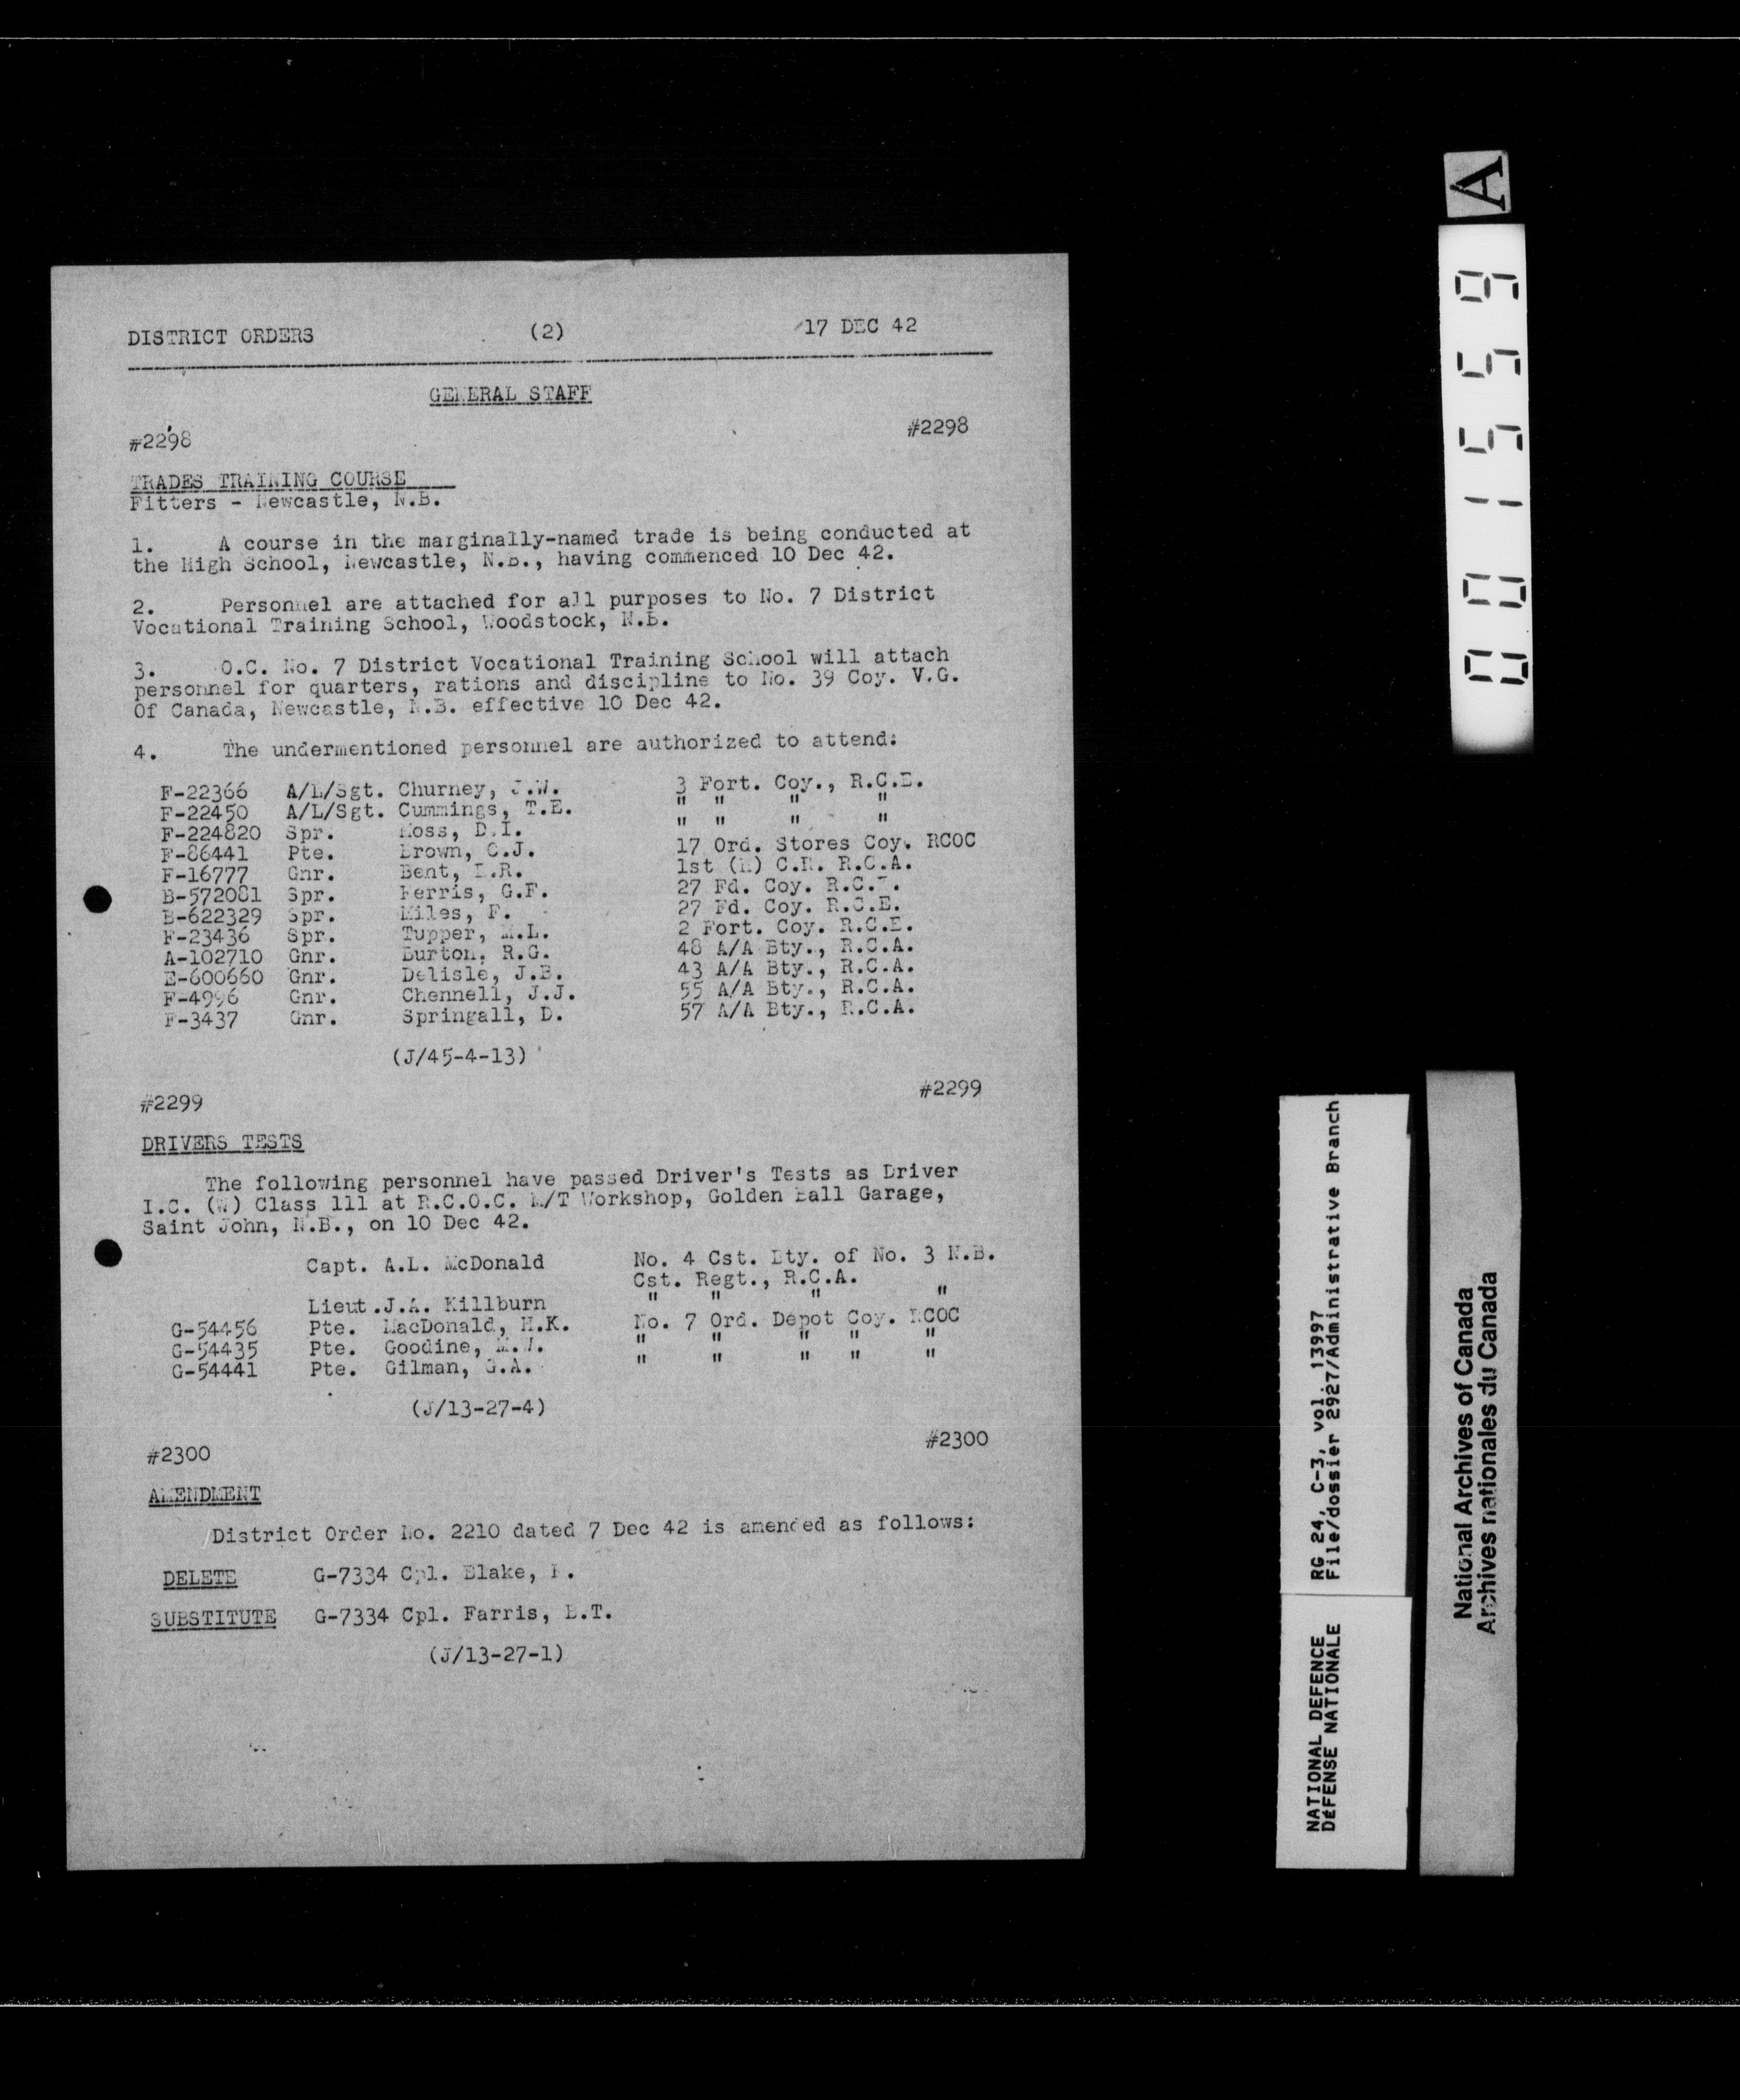 DISTRICT ORDERS (2) 17 DEC 42
GENERAL STAFF
#2298 #2298
TRADES TRAINING COURSE
Fitters - Newcastle, N.B.
1. A course in the marginally-named trade is being conducted at
the High School, Newcastle, N.B., having commenced 10 Dec 42.
2. Personnel are attached for all purposes to No. 7 District
Vocational Training School, Woodstock, N.B.
3. O.C. No. 7 District Vocational Training School will attach
personnel for quarters, rations and discipline to No. 39 Coy. V.G.
Of Canada, Newcastle, N.B. effective 10 Dec 42.
4. The undermentioned personnel are authorized to attend:
F-22366 A/L/Sgt. Churney, J.W. 3 Fort. Coy., R.C.E.
F-22450 A/L/Sgt. Cummings, T.E. " " " "
F-224820 Spr. Moss, D.I. " " " "
F-86441 Pte. Brown, C.J. 17 Ord. Stores Coy. RCOC
F-16777 Gnr. Bent, 1st (H) C.R. R.C.A.
B-572081 Spr. Ferris, G.F. 27 Fd. Coy. R.C.E.
B-622329 Spr. Miles, F. 27 Fd. Coy. R.C.E.
F-23436 Spr. Tupper, M.L. 2 Fort. Coy. R.C.E.
A-102710 Gnr. Burton, R.G. 48 A/A Bty., R.C.A.
E-600660 Gnr. Delisle, J.B. 43 A/A Bty., R.C.A.
F-4996 Gnr. Chennell, J.J. 55 A/A Bty., R.C.A.
F-3437 Gnr. Springall, D. 57 A/A Bty., R.C.A.
(J/45-4-13)
#2299 #2299
DRIVERS TESTS
The following personnel have passed Driver's Tests as Driver
I.C. (W) Class 111 at R.C.O.C. M/T Workshop, Golden Ball Garage,
Saint John, N.B., on 10 Dec 42.
Capt. A.L. McDonald No. 4 Cst. Bty. of No. 3 N.B.
Cst. Regt., R.C.A.
Lieut.J.A. Killburn " " " "
G-54456 Pte. MacDonald, H.K. No. 7 Ord. Depot Coy. RCOC
G-54435 Pte. Goodine, M.W. " " " " "
G-54441 Pte. Gilman, G.A. " " " " "
(J/13-27-4)
#2300 #2300
AMENDMENT
District Order No. 2210 dated 7 Dec 42 is amended as follows:
DELETE G-7334 Cpl. Blake,
SUBSTITUTE G-7334 Cpl. Farris,
(J/13-27-1)
001559 A
RG 24, C-3, vol. 13997
File/dossier 2927/Administrative Branch
NATIONAL DEFENCE
DÉFENSE NATIONALE
National Archives of Canada
Archives nationales du Canada